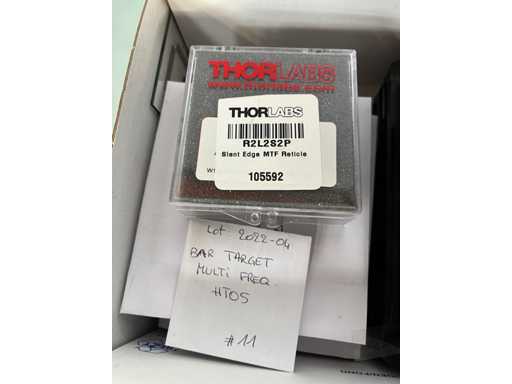 THORLABS
www.thorlabs.com
THORLABS
R2L2S2P
Slant Edge MTF Reticle
105592
Lot 2022-04
BAR TARGET
MULTI FREQ.
HT05
#11